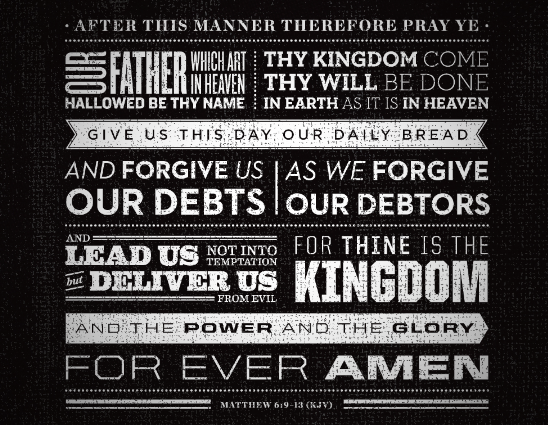 · AFTER THIS MANNER THEREFORE PRAY YE ·
OUR FATHER WHICH ART IN HEAVEN
HALLOWED BE THY NAME
THY KINGDOM COME
THY WILL BE DONE
IN EARTH AS IT IS IN HEAVEN
GIVE US THIS DAY OUR DAILY BREAD
AND FORGIVE US
OUR DEBTS
AS WE FORGIVE
OUR DEBTORS
AND
LEAD US NOT INTO TEMPTATION
but DELIVER US
FROM EVIL
FOR THINE IS THE
KINGDOM
AND THE POWER AND THE GLORY
FOR EVER AMEN
MATTHEW 6:9-13 (KJV)